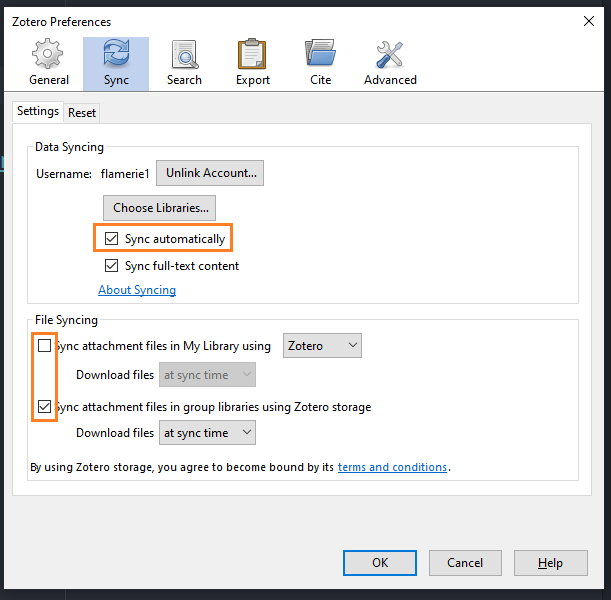 Zotero Preferences
General
Sync
Search
Export
Cite
Advanced
Settings
Reset
Data Syncing
Username: flamerie1 Unlink Account...
Choose Libraries...
Sync automatically
Sync full-text content
About Syncing
File Syncing
Sync attachment files in My Library using Zotero
Download files at sync time
Sync attachment files in group libraries using Zotero storage
Download files at sync time
By using Zotero storage, you agree to become bound by its terms and conditions.
OK
Cancel
Help